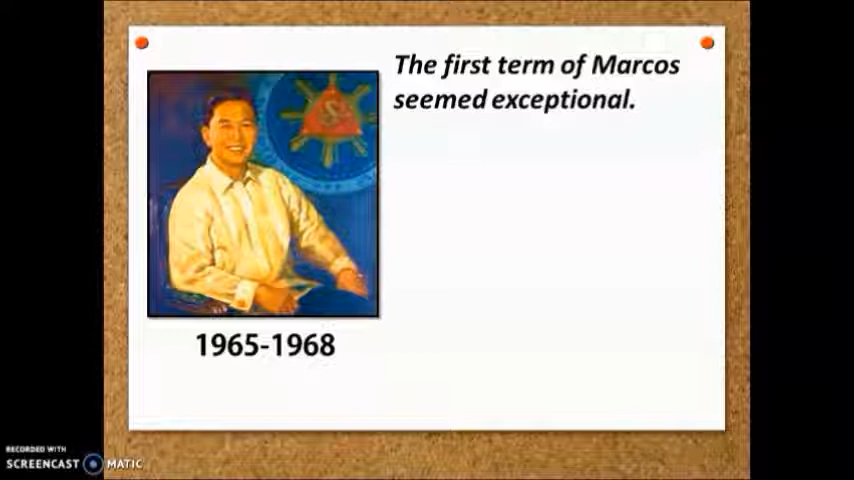 The first term of Marcos
seemed exceptional.
1965-1968
RECORDED WITH
SCREENCAST MATIC